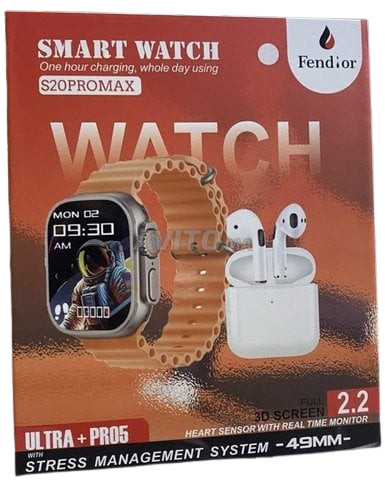 SMART WATCH
One hour charging, whole day using
S20PROMAX
Fendior
WATCH
AVITO
MON 02
09:30
AM
FULL
3D SCREEN 2.2
HEART SENSOR WITH REAL TIME MONITOR
ULTRA + PRO5
WITH
STRESS MANAGEMENT SYSTEM -49MM-